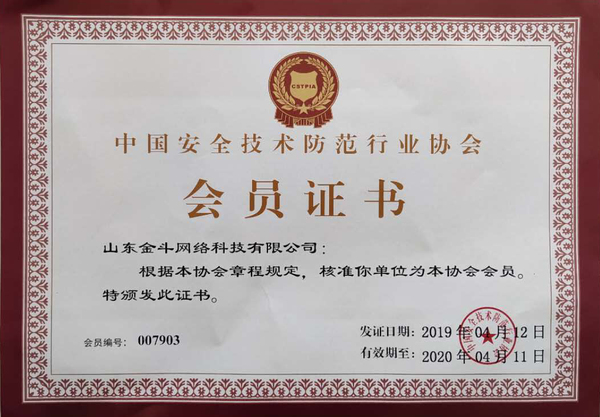 CSTPIA
中国安全技术防范行业协会
会员证书
山东金斗网络科技有限公司：
根据本协会章程规定，核准你单位为本协会会员。
特颁发此证书。
会员编号：007903
发证日期：2019年04月12日
有效期至：2020年04月11日